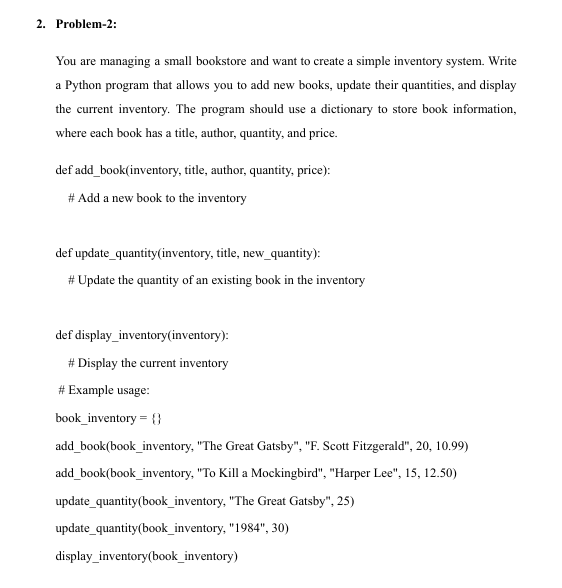 2. Problem-2:
You are managing a small bookstore and want to create a simple inventory system. Write
a Python program that allows you to add new books, update their quantities, and display
the current inventory. The program should use a dictionary to store book information,
where each book has a title, author, quantity, and price.
def add_book(inventory, title, author, quantity, price):
# Add a new book to the inventory
def update_quantity(inventory, title, new_quantity):
# Update the quantity of an existing book in the inventory
def display_inventory(inventory):
# Display the current inventory
# Example usage:
book_inventory = {}
add_book(book_inventory, "The Great Gatsby", "F. Scott Fitzgerald", 20, 10.99)
add_book(book_inventory, "To Kill a Mockingbird", "Harper Lee", 15, 12.50)
update_quantity(book_inventory, "The Great Gatsby", 25)
update_quantity(book_inventory, "1984", 30)
display_inventory(book_inventory)